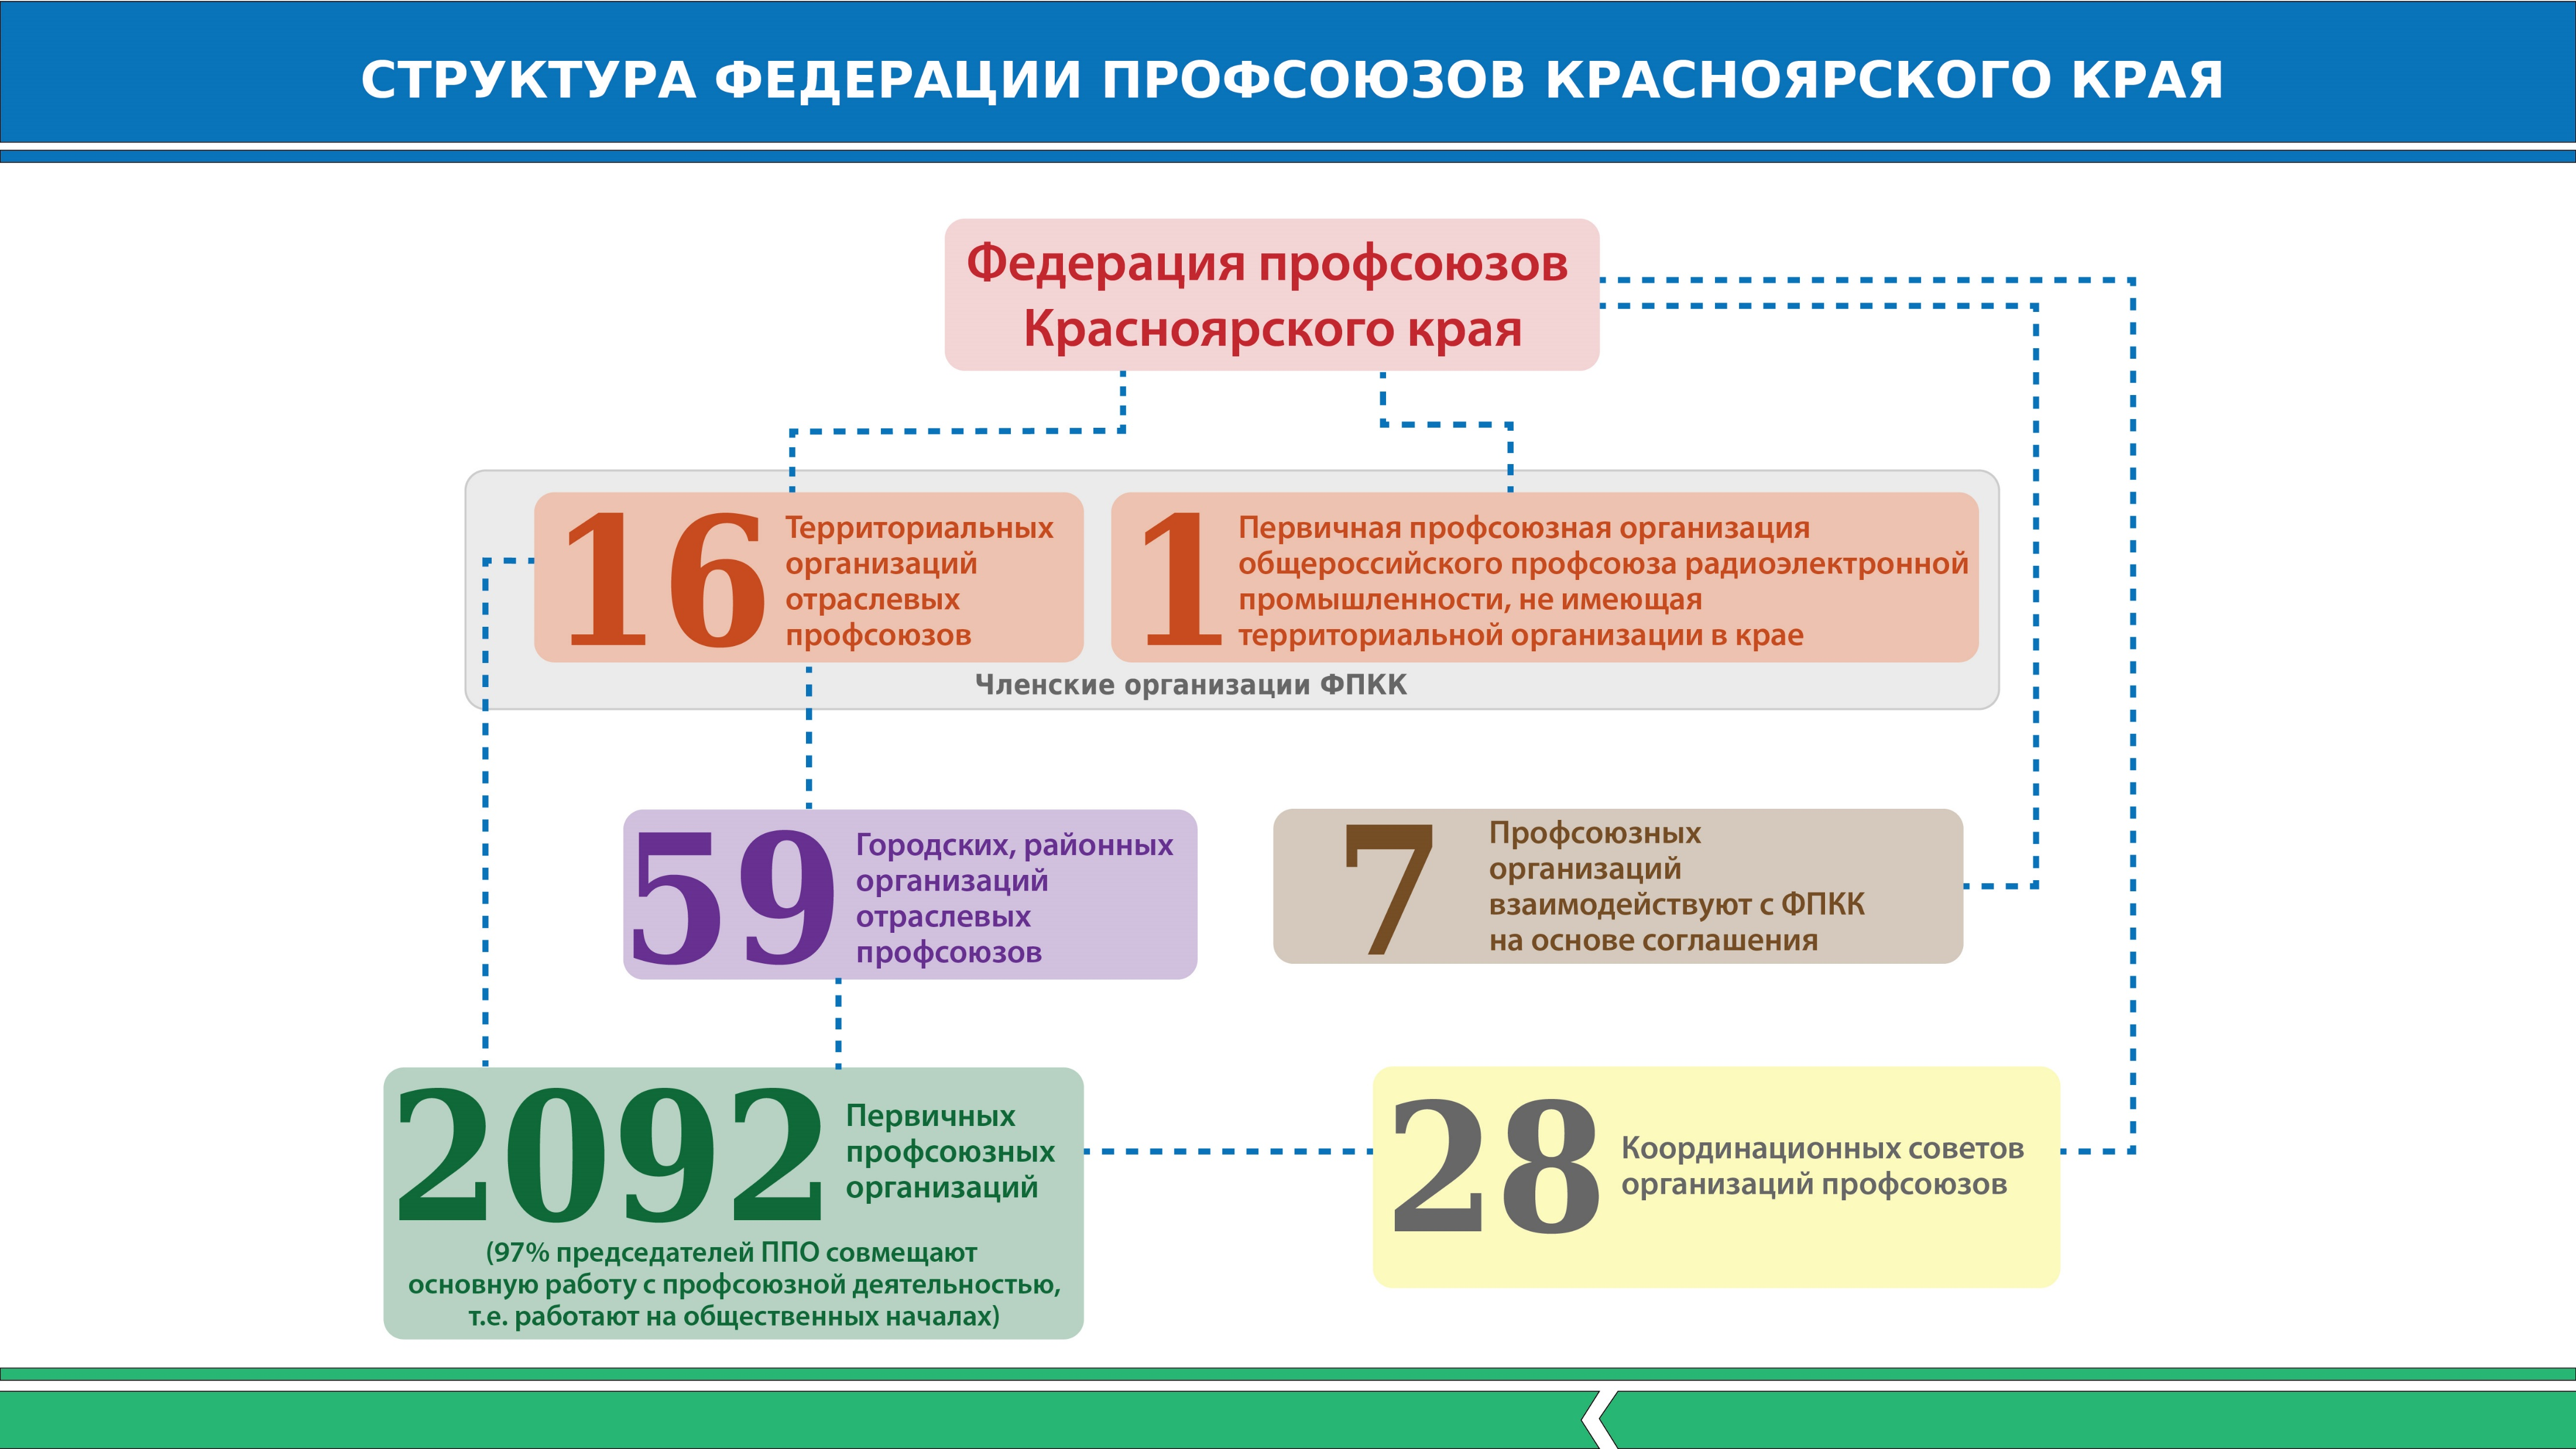 СТРУКТУРА ФЕДЕРАЦИИ ПРОФСОЮЗОВ КРАСНОЯРСКОГО КРАЯ
Федерация профсоюзов
Красноярского края
16
Территориальных
организаций
отраслевых
профсоюзов
1
Первичная профсоюзная организация
общероссийского профсоюза радиоэлектронной
промышленности, не имеющая
территориальной организации в крае
Членские организации ФПКК
59
Городских, районных
организаций
отраслевых
профсоюзов
7
Профсоюзных
организаций
взаимодействуют с ФПКК
на основе соглашения
2092
Первичных
профсоюзных
организаций
(97% председателей ППО совмещают
основную работу с профсоюзной деятельностью,
т.е. работают на общественных началах)
28
Координационных советов
организаций профсоюзов